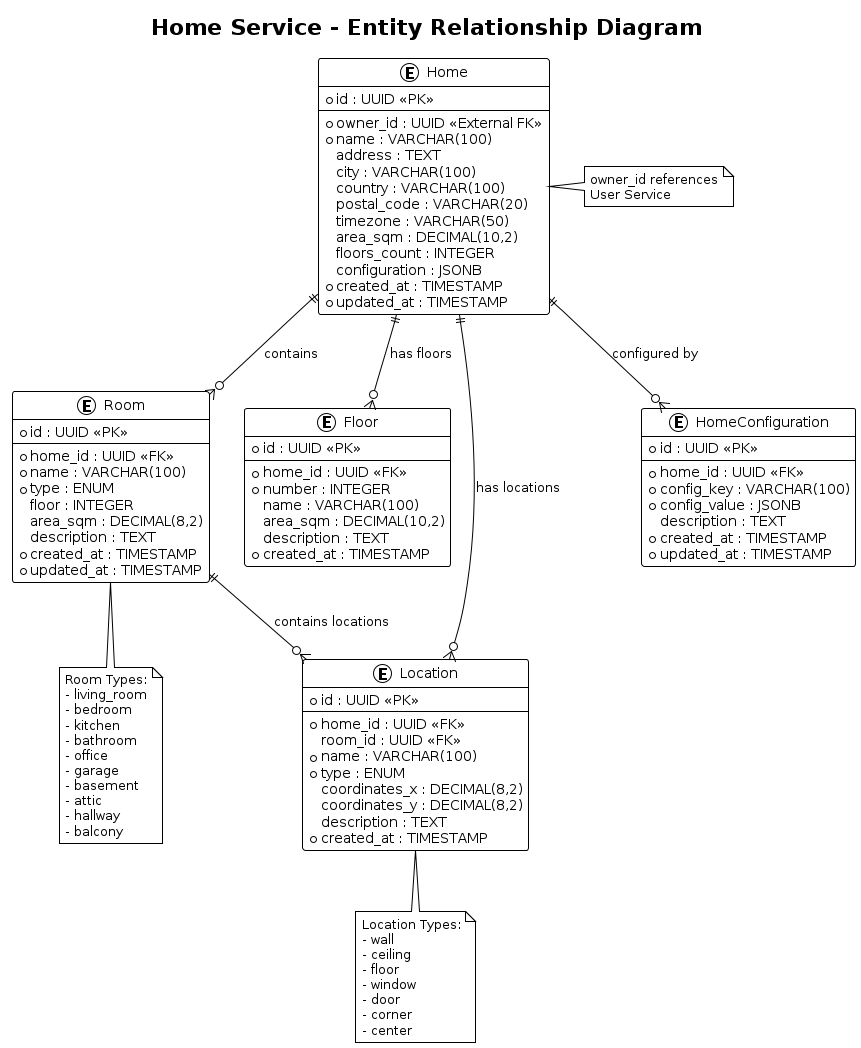 Home Service - Entity Relationship Diagram
E Home
id : UUID «PK»
owner_id : UUID «External FK»
name : VARCHAR(100)
address : TEXT
city : VARCHAR(100)
country : VARCHAR(100)
postal_code : VARCHAR(20)
timezone : VARCHAR(50)
area_sqm : DECIMAL(10,2)
floors_count : INTEGER
configuration : JSONB
created_at : TIMESTAMP
updated_at : TIMESTAMP
owner_id references
User Service
contains
has floors
configured by
E Room
id : UUID «PK»
home_id : UUID «FK»
name : VARCHAR(100)
type : ENUM
floor : INTEGER
area_sqm : DECIMAL(8,2)
description : TEXT
created_at : TIMESTAMP
updated_at : TIMESTAMP
E Floor
id : UUID «PK»
home_id : UUID «FK»
number : INTEGER
name : VARCHAR(100)
area_sqm : DECIMAL(10,2)
description : TEXT
created_at : TIMESTAMP
has locations
E HomeConfiguration
id : UUID «PK»
home_id : UUID «FK»
config_key : VARCHAR(100)
config_value : JSONB
description : TEXT
created_at : TIMESTAMP
updated_at : TIMESTAMP
contains locations
Room Types:
- living_room
- bedroom
- kitchen
- bathroom
- office
- garage
- basement
- attic
- hallway
- balcony
E Location
id : UUID «PK»
home_id : UUID «FK»
room_id : UUID «FK»
name : VARCHAR(100)
type : ENUM
coordinates_x : DECIMAL(8,2)
coordinates_y : DECIMAL(8,2)
description : TEXT
created_at : TIMESTAMP
Location Types:
- wall
- ceiling
- floor
- window
- door
- corner
- center